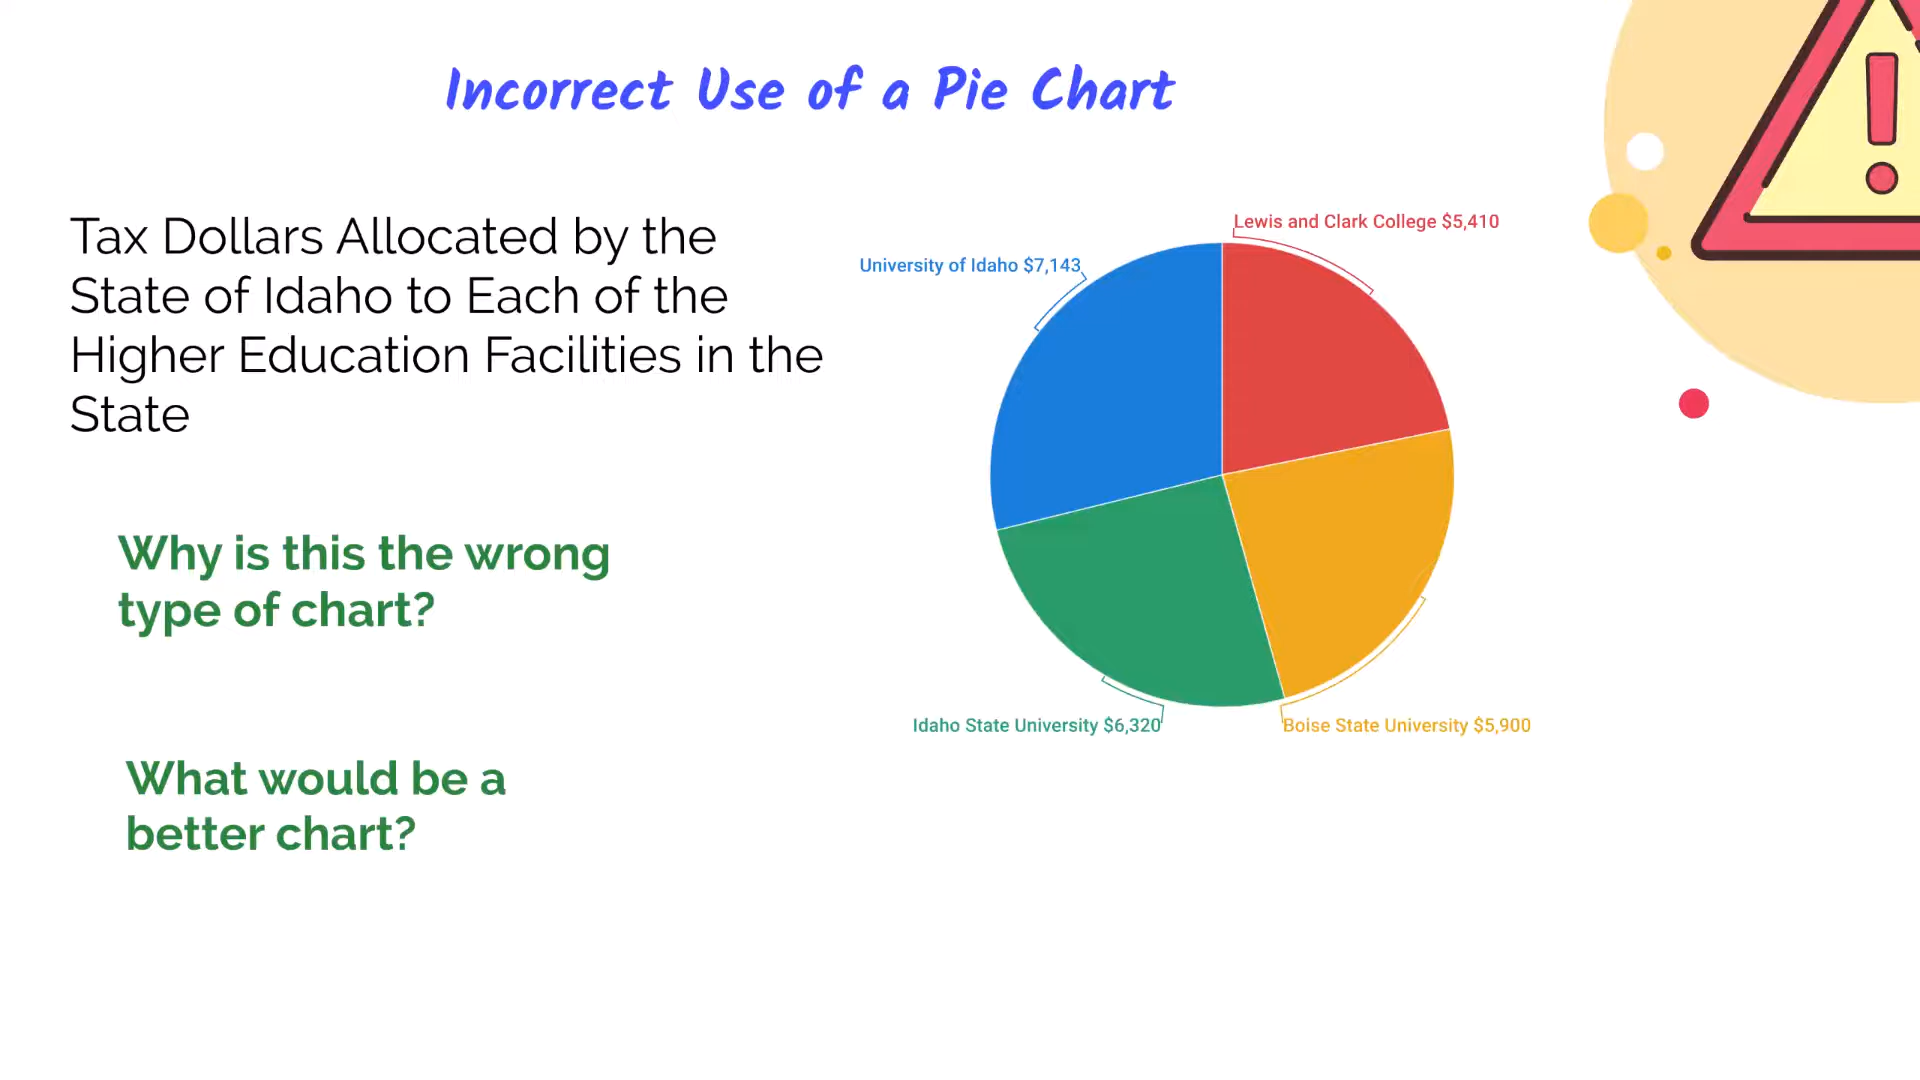 Incorrect Use of a Pie Chart
Tax Dollars Allocated by the
State of Idaho to Each of the
Higher Education Facilities in the
State
Why is this the wrong
type of chart?
What would be a
better chart?
Lewis and Clark College $5,410
University of Idaho $7,143
Idaho State University $6,320
Boise State University $5,900